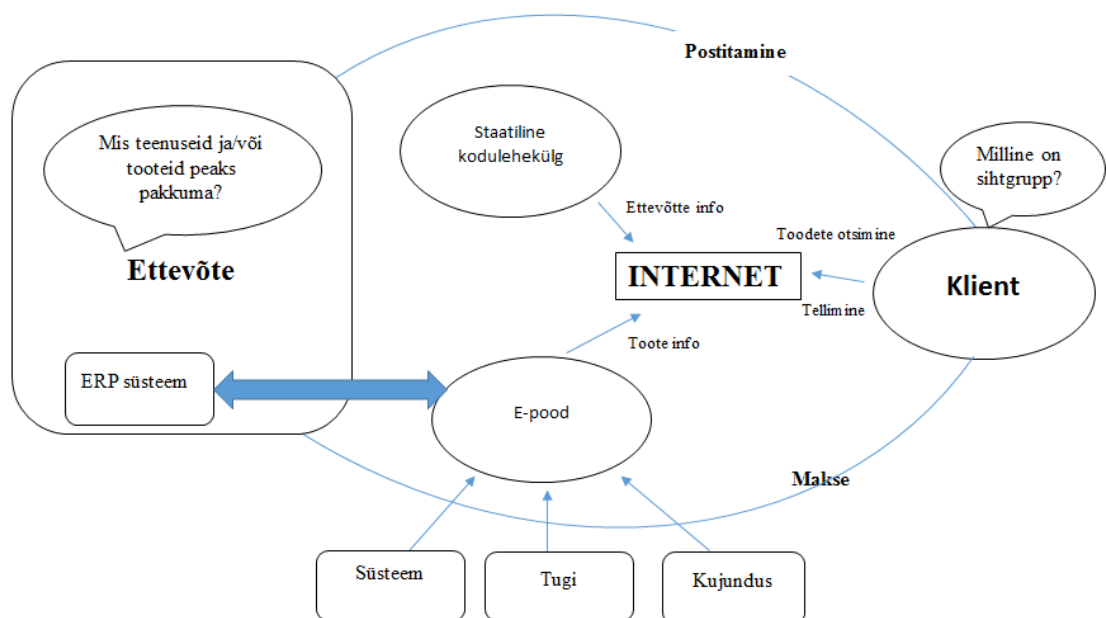 Postitamine
Mis teenuseid ja/või
tooteid peaks
pakkuma?
Ettevõte
ERP süsteem
Staatiline
kodulehekülg
Ettevõtte info
INTERNET
Toote info
Toodete otsimine
Tellimine
Milline on
sihtgrupp?
Klient
E-pood
Makse
Süsteem
Tugi
Kujundus